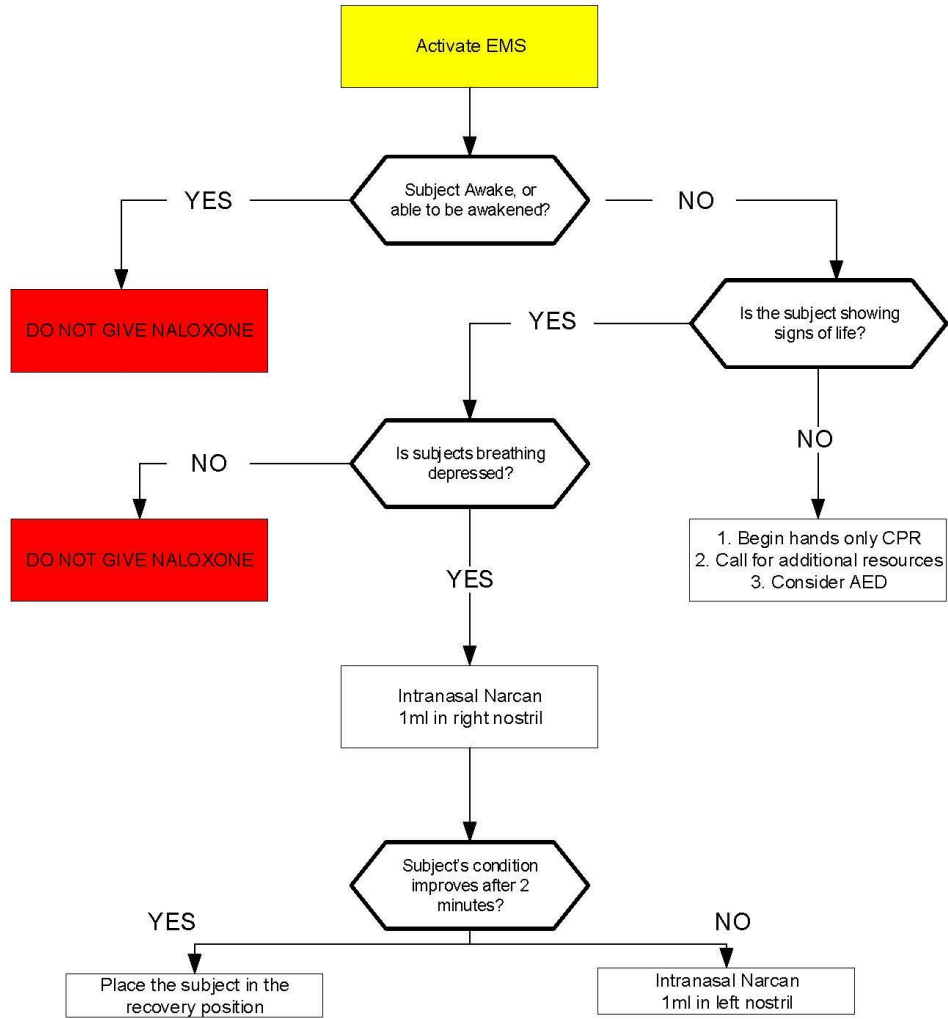 Activate EMS
Subject Awake, or
able to be awakened?
YES
NO
DO NOT GIVE NALOXONE
Is the subject showing
signs of life?
YES
NO
Is subjects breathing
depressed?
NO
YES
DO NOT GIVE NALOXONE
1. Begin hands only CPR
2. Call for additional resources
3. Consider AED
Intranasal Narcan
1ml in right nostril
Subject's condition
improves after 2
minutes?
YES
NO
Place the subject in the
recovery position
Intranasal Narcan
1ml in left nostril